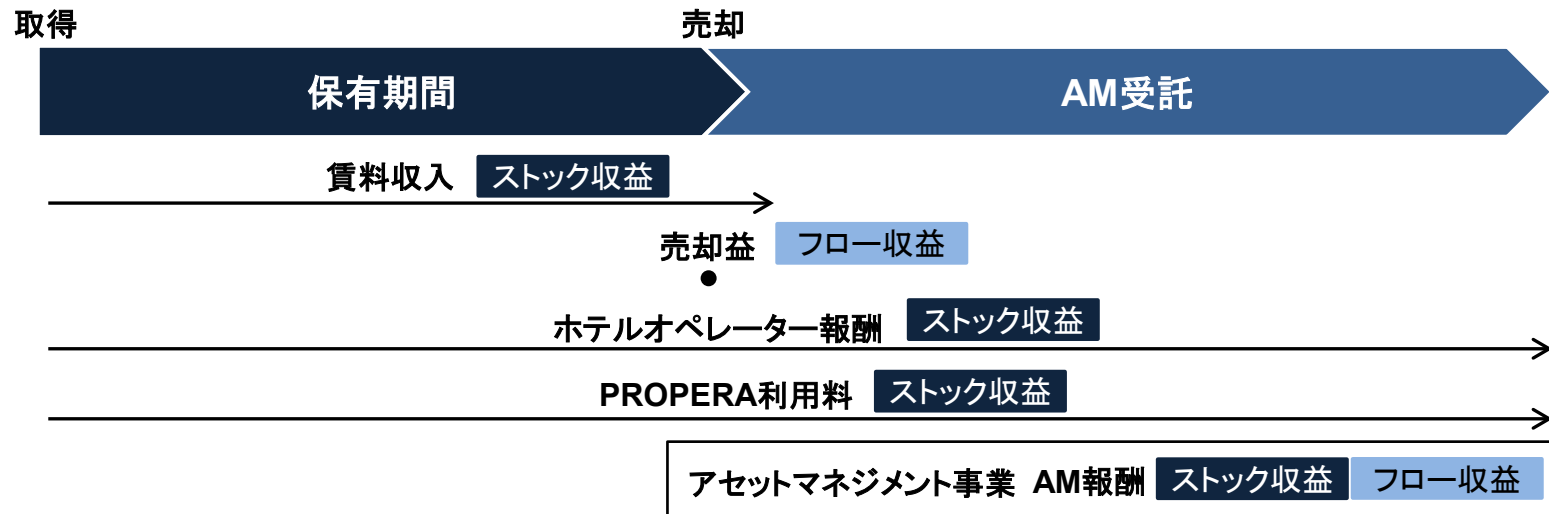 取得 売却
保有期間 AM受託
賃料収入 ストック収益
売却益 フロー収益
ホテルオペレーター報酬 ストック収益
PROPERA利用料 ストック収益
アセットマネジメント事業 AM報酬 ストック収益 フロー収益